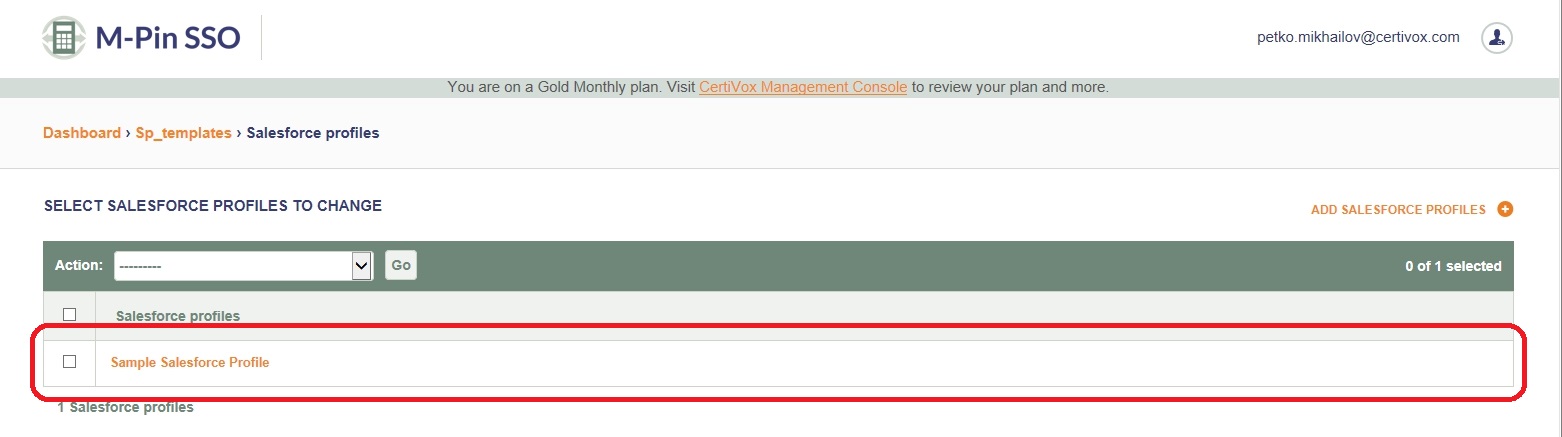 M-Pin SSO
petko.mikhailov@certivox.com
You are on a Gold Monthly plan. Visit CertiVox Management Console to review your plan and more.
Dashboard › Sp_templates › Salesforce profiles
SELECT SALESFORCE PROFILES TO CHANGE
ADD SALESFORCE PROFILES
Action: --------- Go 0 of 1 selected
Salesforce profiles
Sample Salesforce Profile
1 Salesforce profiles